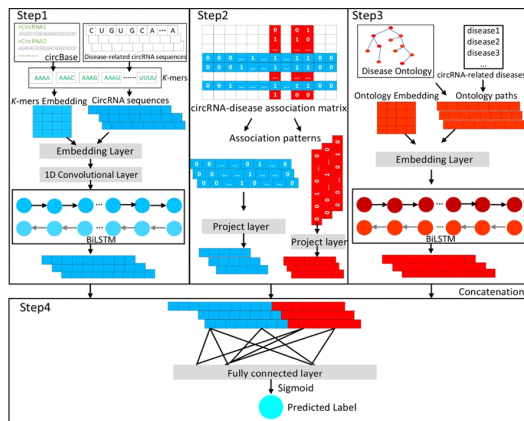 Step1
>CircRNA1
>CircRNA2
circBase
C U G U G C A ··· A
Disease-related circRNA sequences
AAAA AAAC AAAG AAAU ······ UUUU
K-mers
K-mers Embedding
CircRNA sequences
Embedding Layer
1D Convolutional Layer
...
BiLSTM
Step2
circRNA-disease association matrix
Association patterns
Project layer
Project layer
Step3
Disease Ontology
disease1
disease2
disease3
...
circRNA-related diseases
Ontology Embedding
Ontology paths
Embedding Layer
...
BiLSTM
Concatenation
Step4
Fully connected layer
Sigmoid
Predicted Label